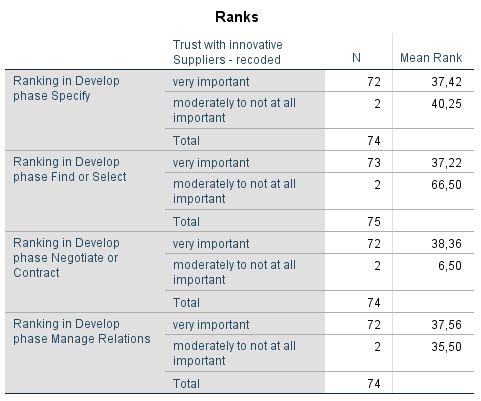 Ranks
Trust with innovative
Suppliers - recoded N Mean Rank
Ranking in Develop very important 72 37,42
phase Specify moderately to not at all 2 40,25
important
Total 74
Ranking in Develop very important 73 37,22
phase Find or Select moderately to not at all 2 66,50
important
Total 75
Ranking in Develop very important 72 38,36
phase Negotiate or moderately to not at all 2 6,50
Contract important
Total 74
Ranking in Develop very important 72 37,56
phase Manage Relations moderately to not at all 2 35,50
important
Total 74